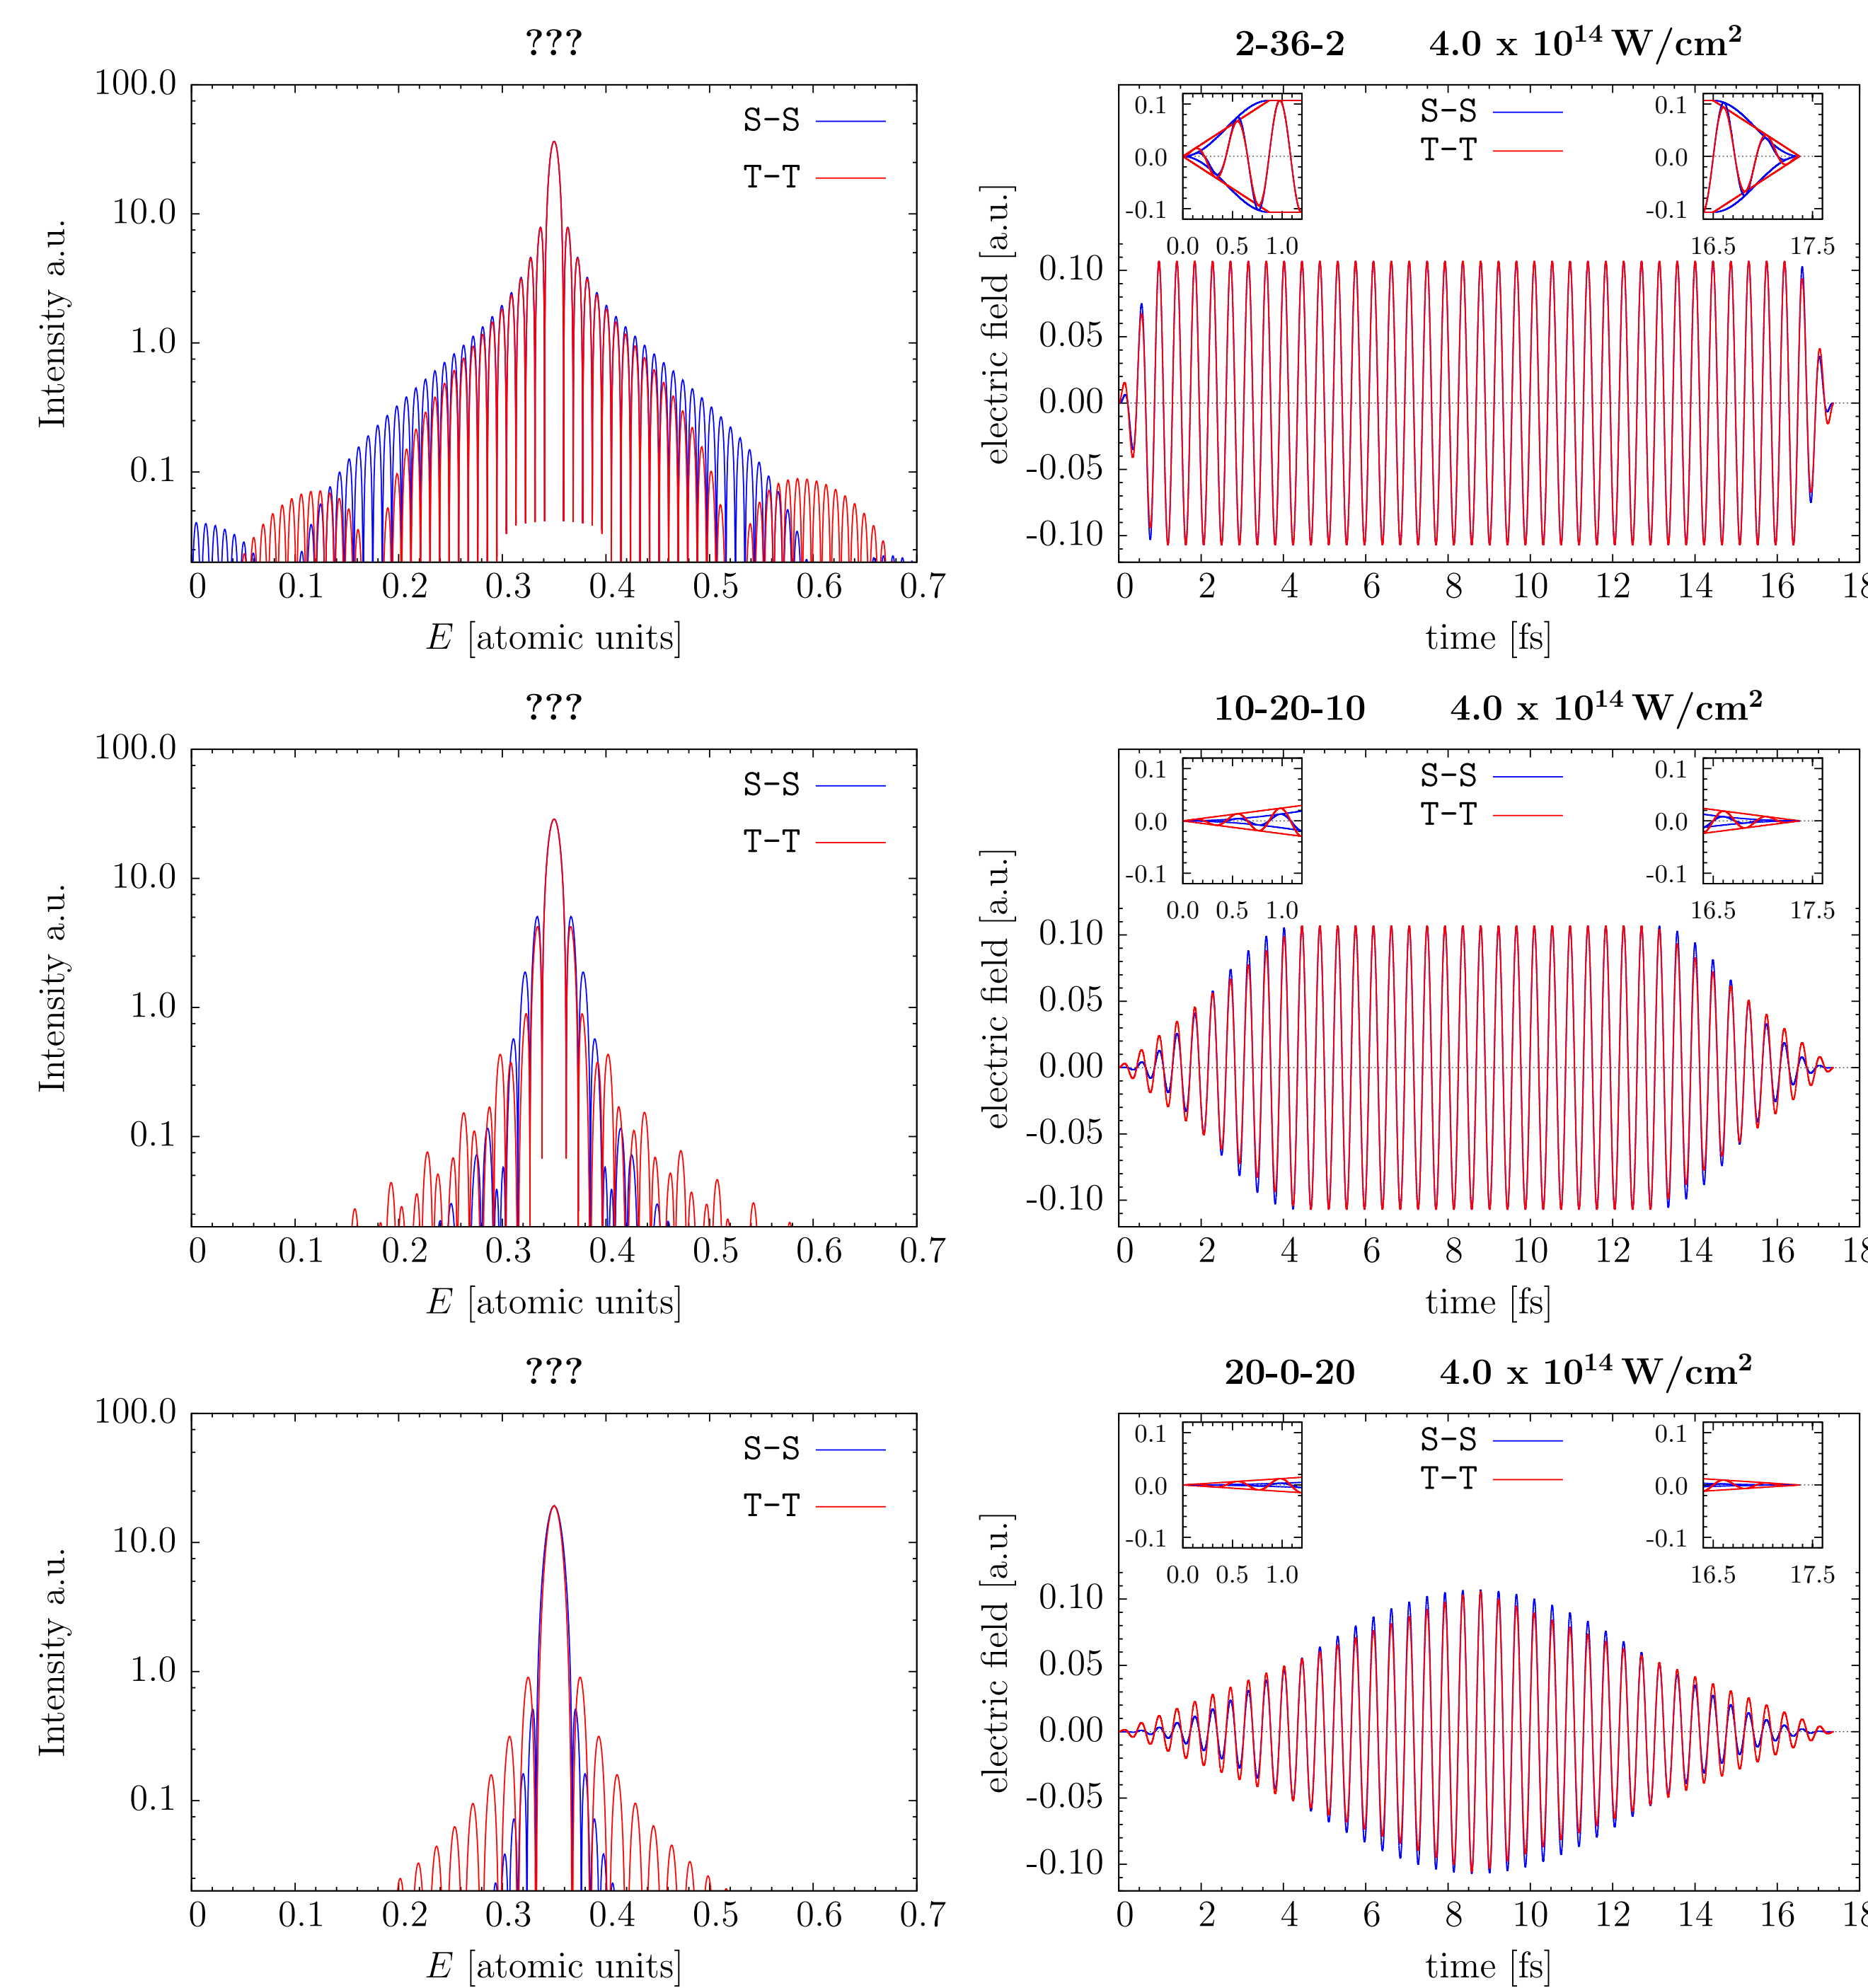 ???
2-36-2 4.0 x 10¹⁴ W/cm²
100.0
10.0
1.0
0.1
Intensity a.u.
S-S
T-T
0 0.1 0.2 0.3 0.4 0.5 0.6 0.7
E [atomic units]
0.1
0.0
-0.1
0.0 0.5 1.0
S-S
T-T
0.1
0.0
-0.1
16.5 17.5
electric field [a.u.]
0.10
0.05
0.00
-0.05
-0.10
0 2 4 6 8 10 12 14 16 18
time [fs]
???
10-20-10 4.0 x 10¹⁴ W/cm²
100.0
10.0
1.0
0.1
Intensity a.u.
S-S
T-T
0 0.1 0.2 0.3 0.4 0.5 0.6 0.7
E [atomic units]
0.1
0.0
-0.1
0.0 0.5 1.0
S-S
T-T
0.1
0.0
-0.1
16.5 17.5
electric field [a.u.]
0.10
0.05
0.00
-0.05
-0.10
0 2 4 6 8 10 12 14 16 18
time [fs]
???
20-0-20 4.0 x 10¹⁴ W/cm²
100.0
10.0
1.0
0.1
Intensity a.u.
S-S
T-T
0 0.1 0.2 0.3 0.4 0.5 0.6 0.7
E [atomic units]
0.1
0.0
-0.1
0.0 0.5 1.0
S-S
T-T
0.1
0.0
-0.1
16.5 17.5
electric field [a.u.]
0.10
0.05
0.00
-0.05
-0.10
0 2 4 6 8 10 12 14 16 18
time [fs]